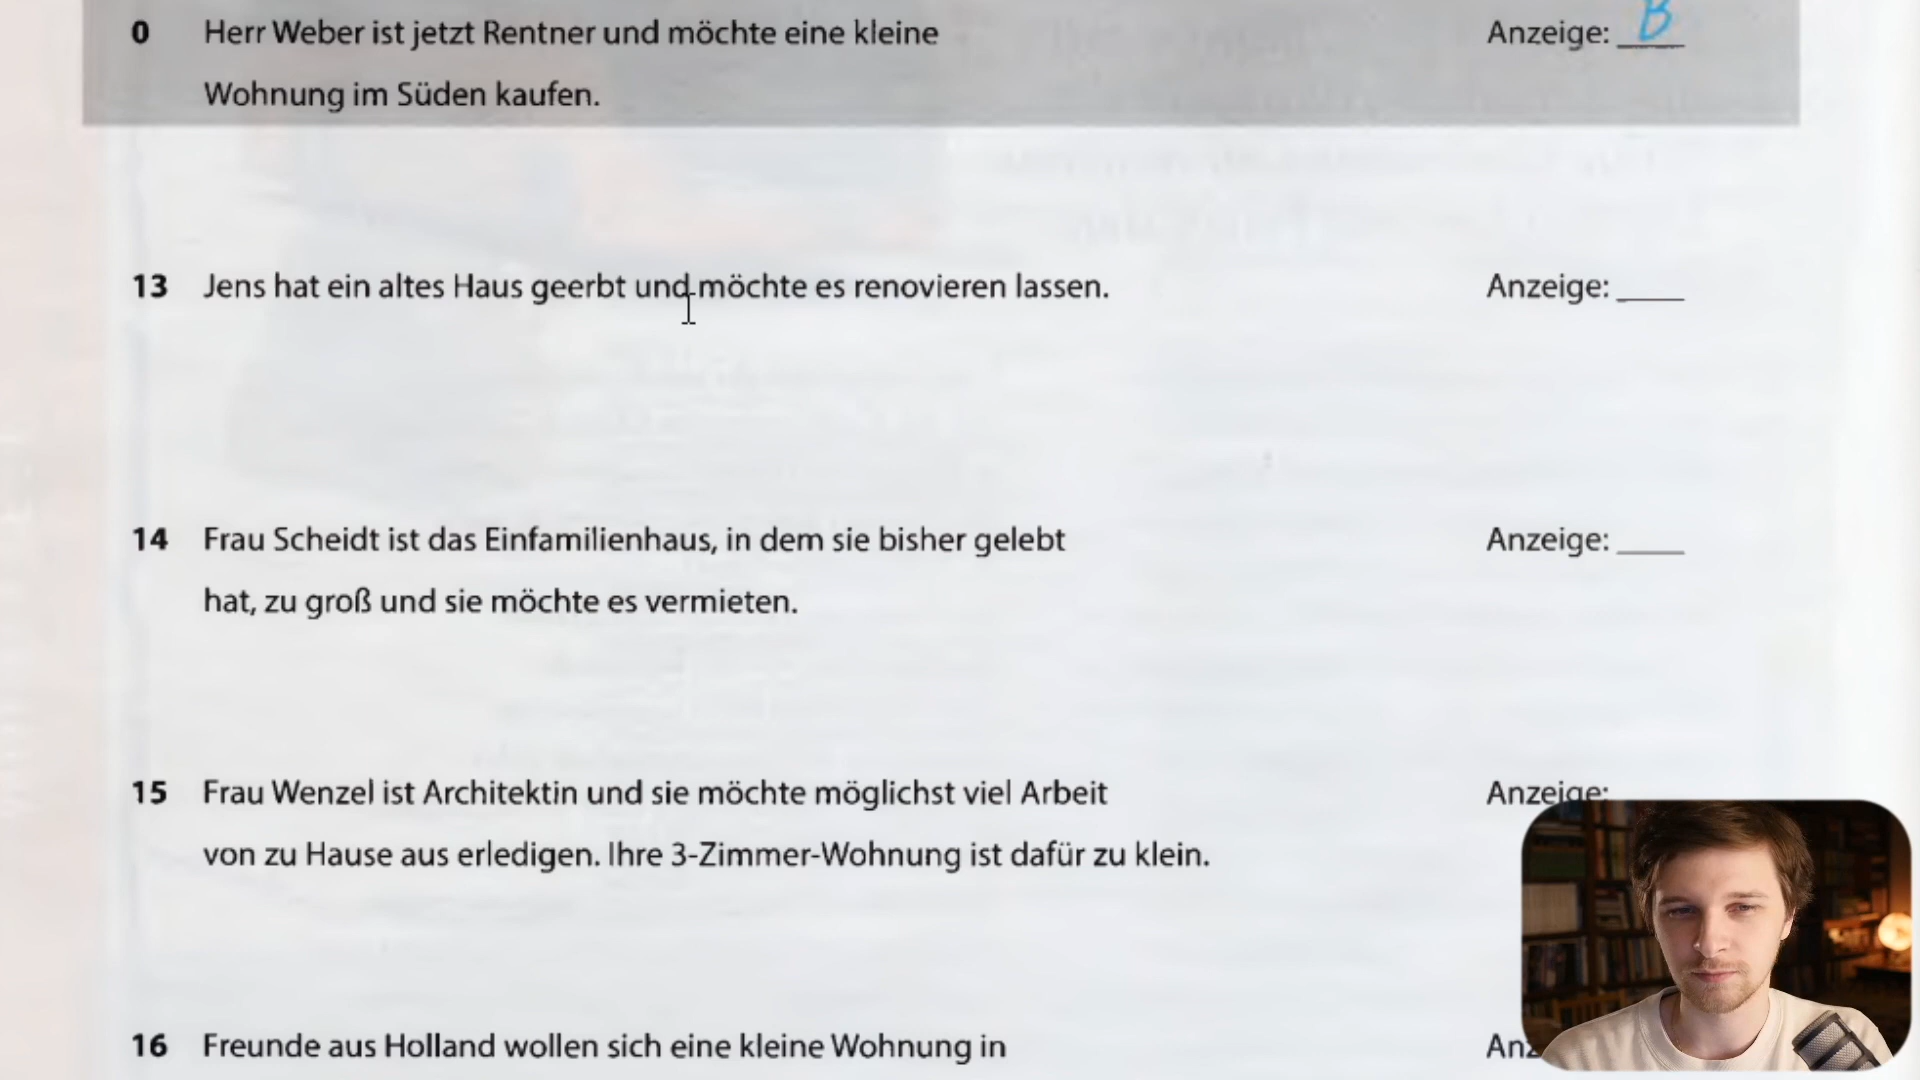 0 Herr Weber ist jetzt Rentner und möchte eine kleine Anzeige: B
Wohnung im Süden kaufen.
13 Jens hat ein altes Haus geerbt und möchte es renovieren lassen. Anzeige: ____
14 Frau Scheidt ist das Einfamilienhaus, in dem sie bisher gelebt Anzeige: ____
hat, zu groß und sie möchte es vermieten.
15 Frau Wenzel ist Architektin und sie möchte möglichst viel Arbeit Anzeige:
von zu Hause aus erledigen. Ihre 3-Zimmer-Wohnung ist dafür zu klein.
16 Freunde aus Holland wollen sich eine kleine Wohnung in